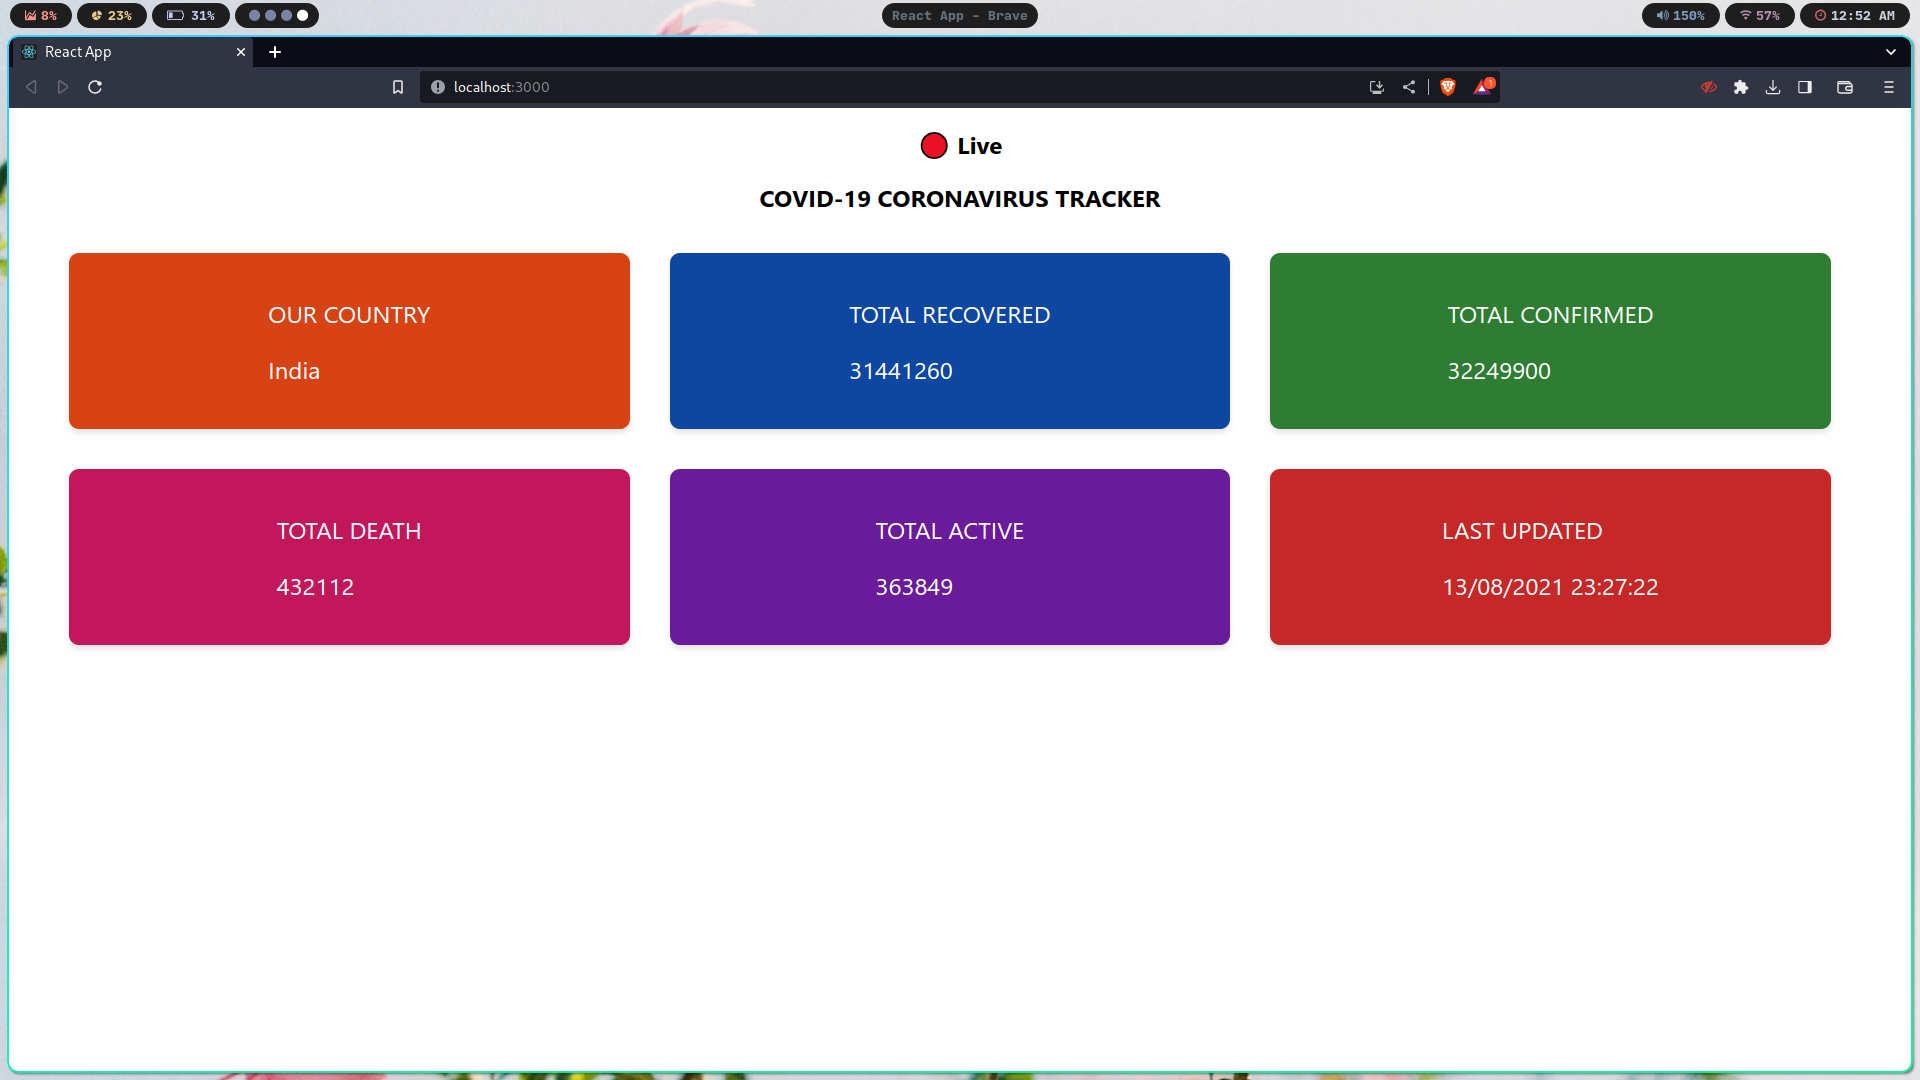 8%
23%
31%
React App - Brave
150%
57%
12:52 AM
React App
localhost:3000
1
Live
COVID-19 CORONAVIRUS TRACKER
OUR COUNTRY
India
TOTAL RECOVERED
31441260
TOTAL CONFIRMED
32249900
TOTAL DEATH
432112
TOTAL ACTIVE
363849
LAST UPDATED
13/08/2021 23:27:22